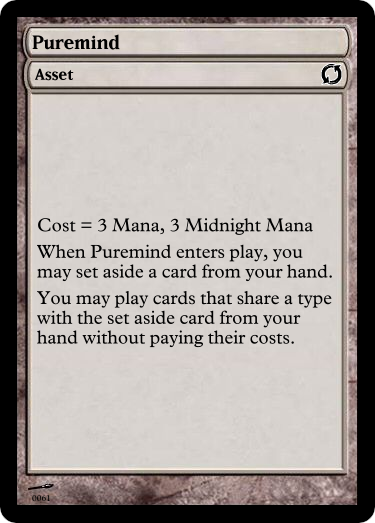 Puremind
Asset
Cost = 3 Mana, 3 Midnight Mana
When Puremind enters play, you
may set aside a card from your hand.
You may play cards that share a type
with the set aside card from your
hand without paying their costs.
0061